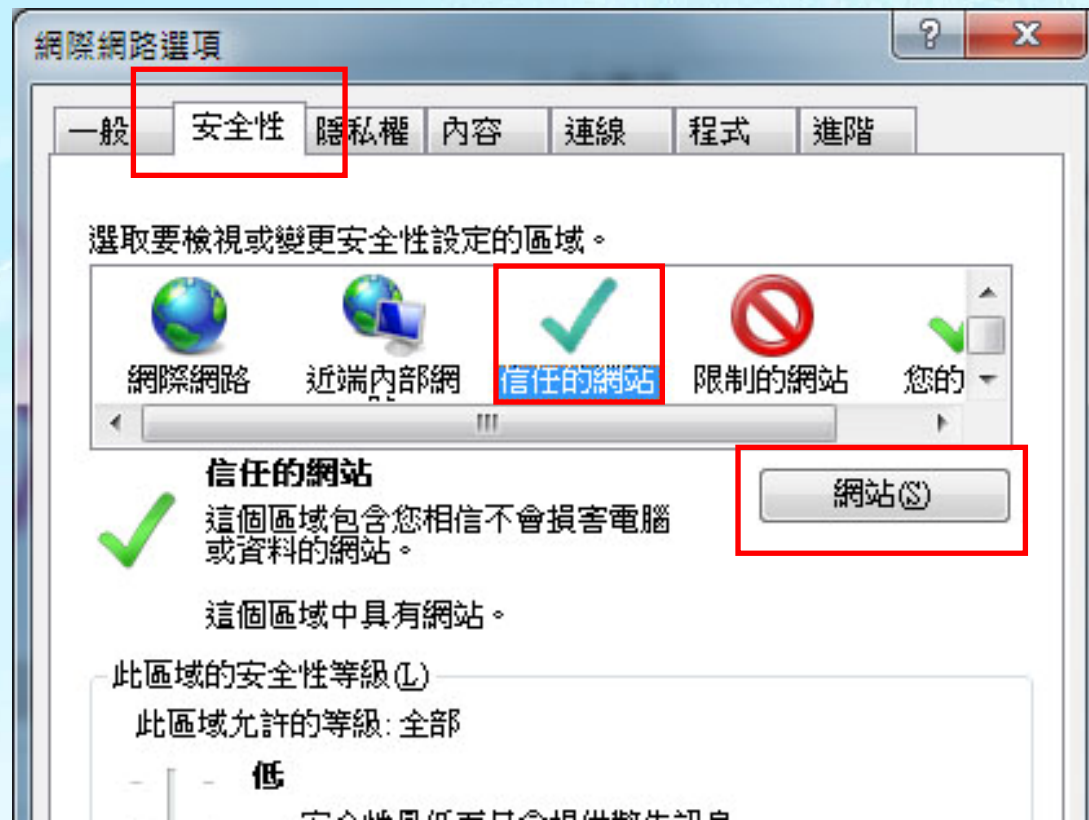 網際網路選項
一般 安全性 隱私權 內容 連線 程式 進階
選取要檢視或變更安全性設定的區域。
網際網路 近端內部網 信任的網站 限制的網站 您的
信任的網站
網站(S)
這個區域包含您相信不會損害電腦
或資料的網站。
這個區域中具有網站。
此區域的安全性等級(L)
此區域允許的等級: 全部
低